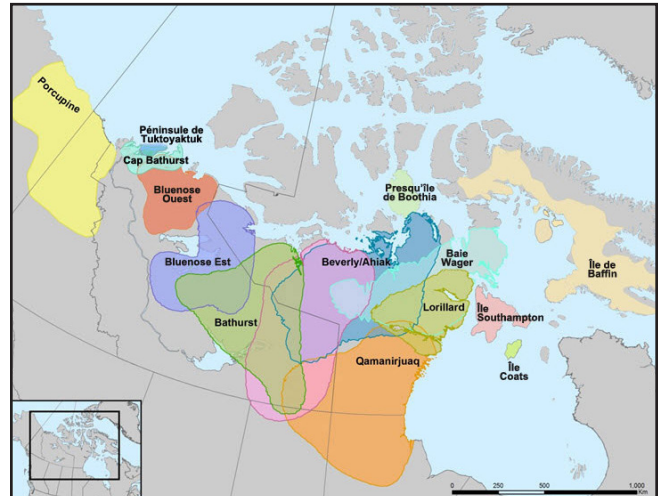 Porcupine
Péninsule de
Tuktoyaktuk
Cap Bathurst
Bluenose
Ouest
Presqu'île
de Boothia
Bluenose Est
Beverly/Ahiak
Baie
Wager
Île de
Baffin
Bathurst
Lorillard
Île
Southampton
Qamanirjuaq
Île
Coats
0 250 500 1,000
Km